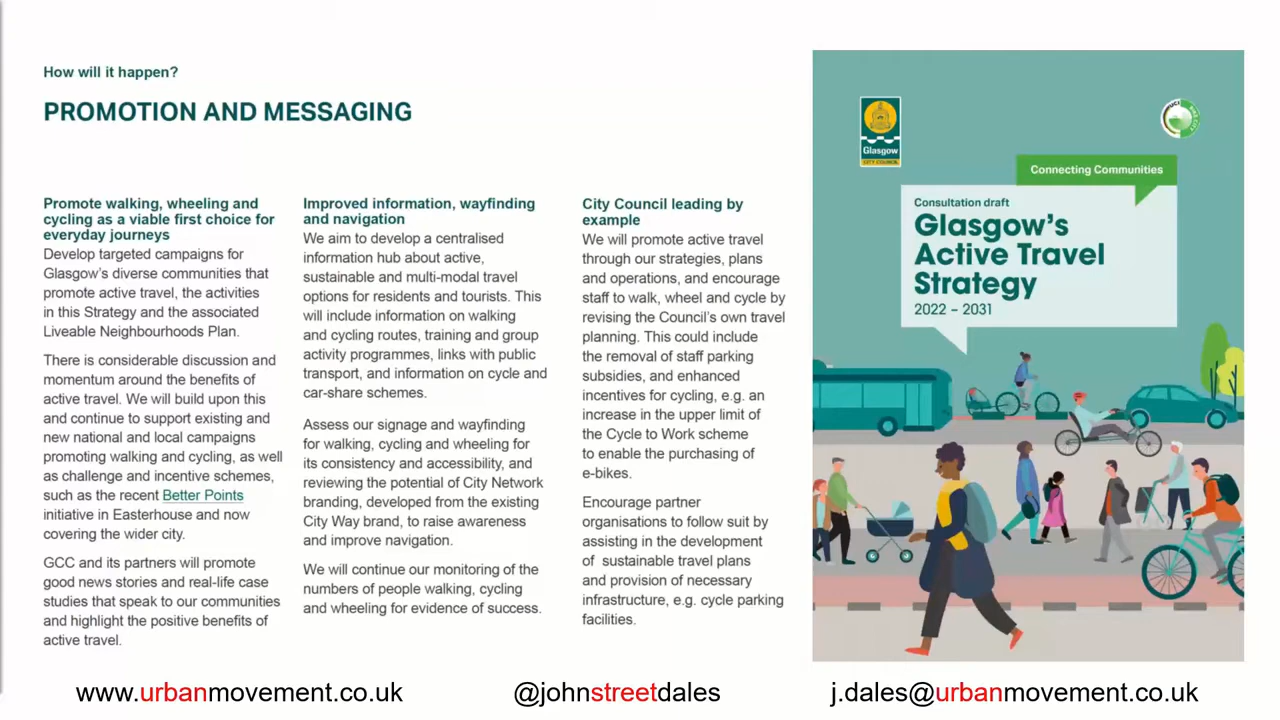 How will it happen?
PROMOTION AND MESSAGING
Promote walking, wheeling and
cycling as a viable first choice for
everyday journeys
Develop targeted campaigns for
Glasgow's diverse communities that
promote active travel, the activities
in this Strategy and the associated
Liveable Neighbourhoods Plan.
There is considerable discussion and
momentum around the benefits of
active travel. We will build upon this
and continue to support existing and
new national and local campaigns
promoting walking and cycling, as well
as challenge and incentive schemes,
such as the recent Better Points
initiative in Easterhouse and now
covering the wider city.
GCC and its partners will promote
good news stories and real-life case
studies that speak to our communities
and highlight the positive benefits of
active travel.
Improved information, wayfinding
and navigation
We aim to develop a centralised
information hub about active,
sustainable and multi-modal travel
options for residents and tourists. This
will include information on walking
and cycling routes, training and group
activity programmes, links with public
transport, and information on cycle and
car-share schemes.
Assess our signage and wayfinding
for walking, cycling and wheeling for
its consistency and accessibility, and
reviewing the potential of City Network
branding, developed from the existing
City Way brand, to raise awareness
and improve navigation.
We will continue our monitoring of the
numbers of people walking, cycling
and wheeling for evidence of success.
City Council leading by
example
We will promote active travel
through our strategies, plans
and operations, and encourage
staff to walk, wheel and cycle by
revising the Council's own travel
planning. This could include
the removal of staff parking
subsidies, and enhanced
incentives for cycling, e.g. an
increase in the upper limit of
the Cycle to Work scheme
to enable the purchasing of
e-bikes.
Encourage partner
organisations to follow suit by
assisting in the development
of sustainable travel plans
and provision of necessary
infrastructure, e.g. cycle parking
facilities.
Glasgow
CITY COUNCIL
UCI BIKE CITY
Connecting Communities
Consultation draft
Glasgow's
Active Travel
Strategy
2022 – 2031
www.urbanmovement.co.uk
@johnstreetdales
j.dales@urbanmovement.co.uk